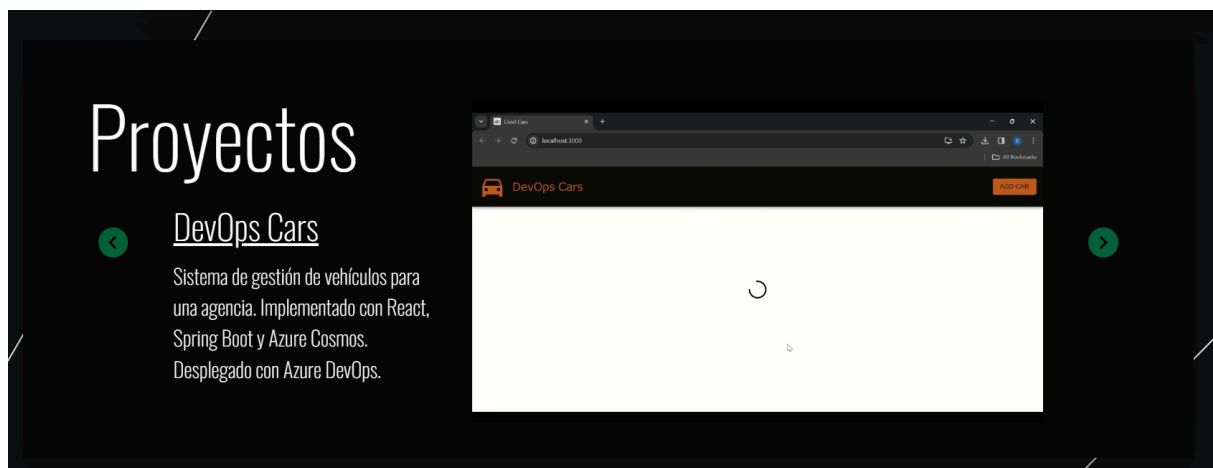 Proyectos
DevOps Cars
Sistema de gestión de vehículos para
una agencia. Implementado con React,
Spring Boot y Azure Cosmos.
Desplegado con Azure DevOps.
Used Cars
localhost:3000
All Bookmarks
DevOps Cars
ADD CAR